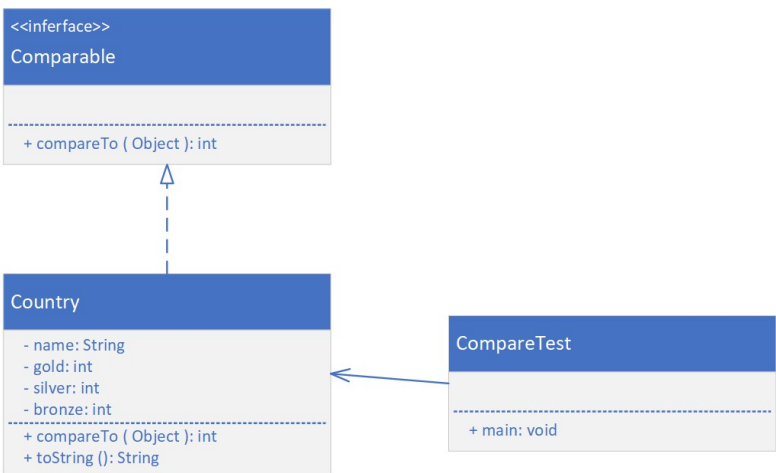 <<inferface>>
Comparable
+ compareTo ( Object ): int
Country
- name: String
- gold: int
- silver: int
- bronze: int
+ compareTo ( Object ): int
+ toString (): String
CompareTest
+ main: void